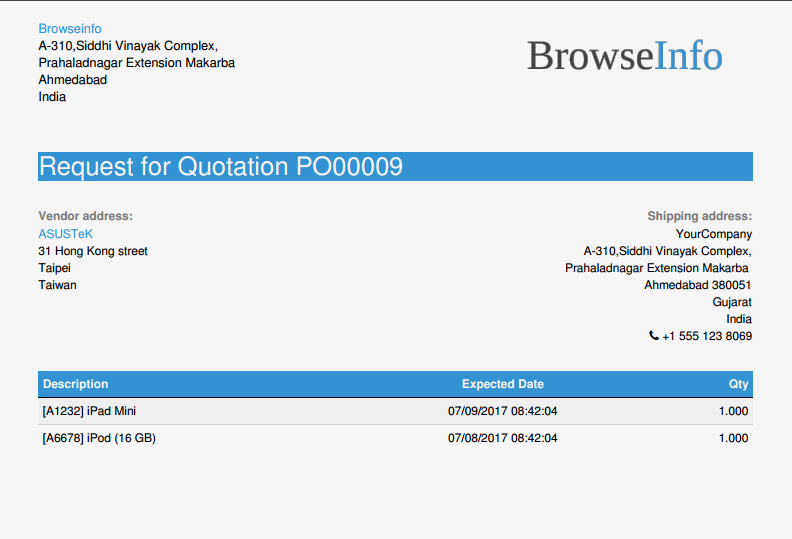 Browseinfo
A-310,Siddhi Vinayak Complex,
Prahaladnagar Extension Makarba
Ahmedabad
India
BrowseInfo
Request for Quotation PO00009
Vendor address:
ASUSTeK
31 Hong Kong street
Taipei
Taiwan
Shipping address:
YourCompany
A-310,Siddhi Vinayak Complex,
Prahaladnagar Extension Makarba
Ahmedabad 380051
Gujarat
India
+1 555 123 8069
Description Expected Date Qty
[A1232] iPad Mini 07/09/2017 08:42:04 1.000
[A6678] iPod (16 GB) 07/08/2017 08:42:04 1.000